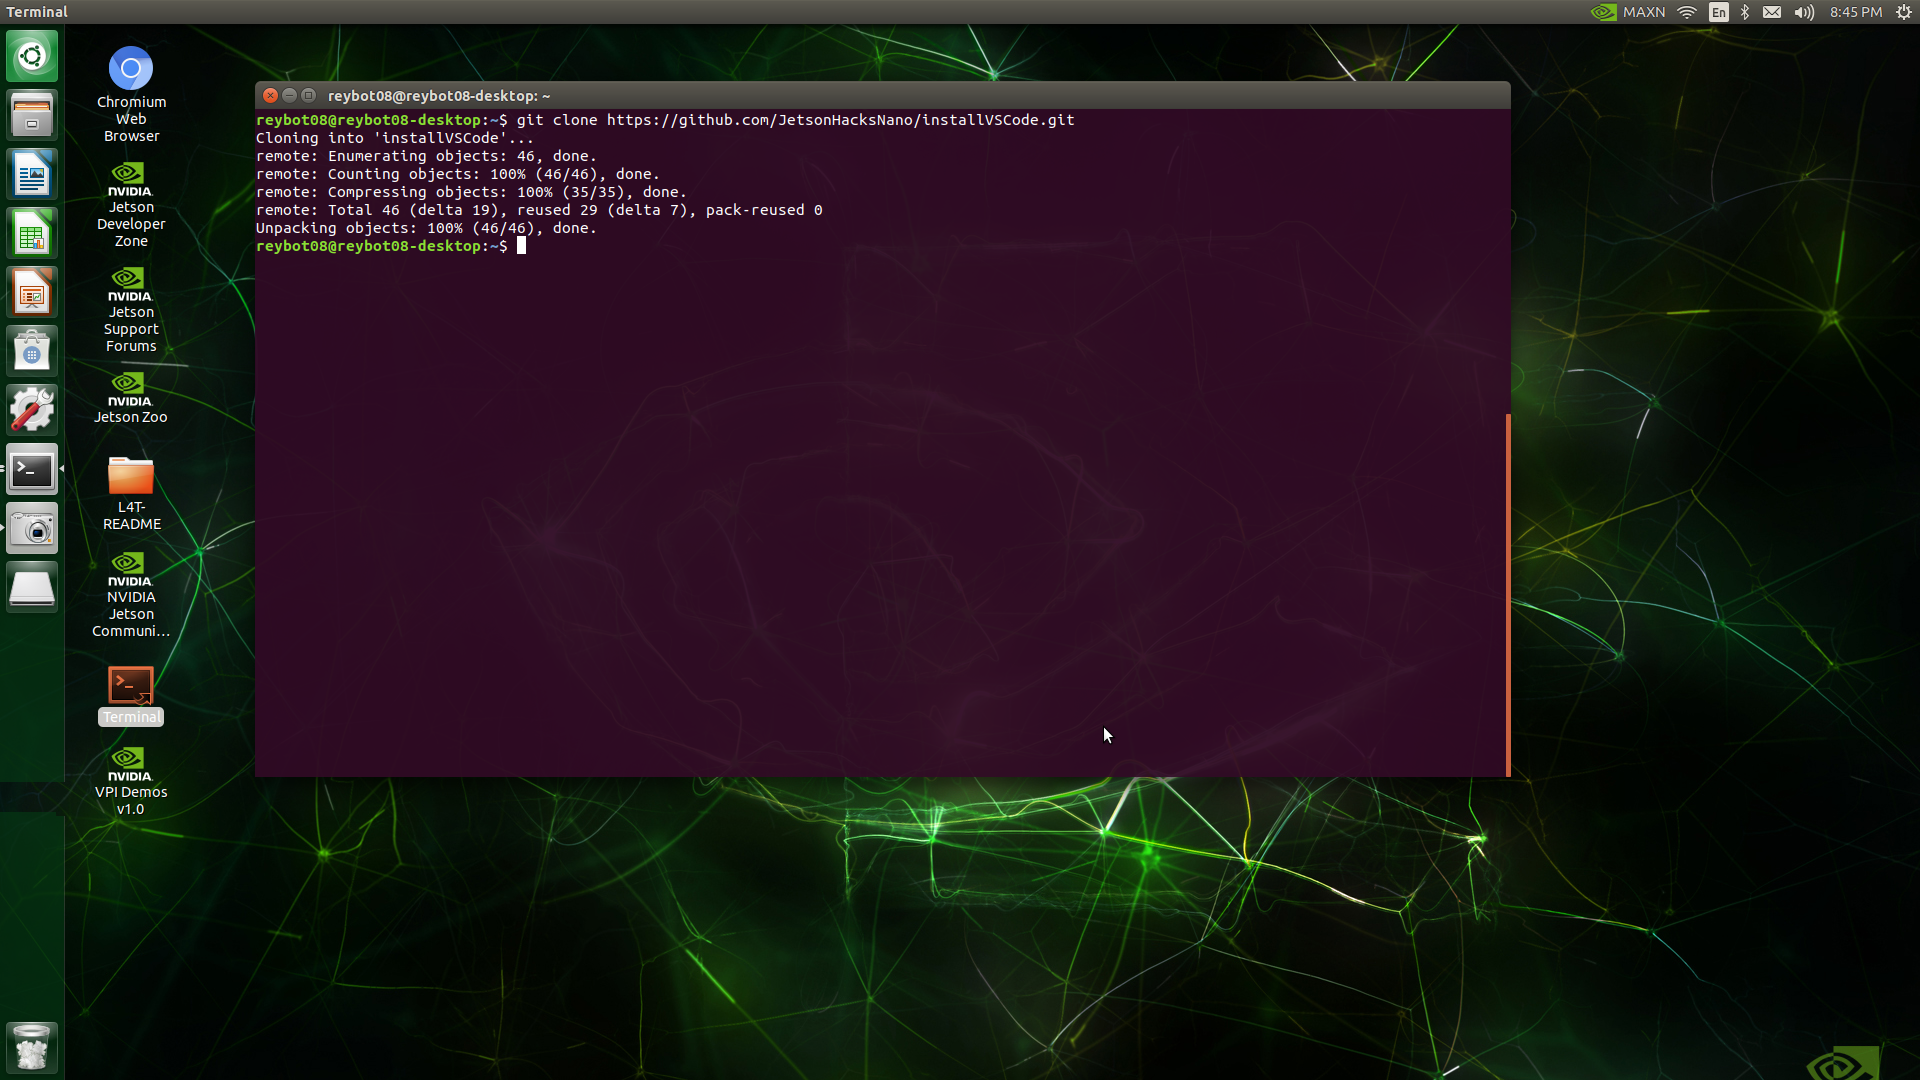 Terminal
MAXN
En
8:45 PM
Chromium
Web
Browser
NVIDIA.
Jetson
Developer
Zone
NVIDIA.
Jetson
Support
Forums
NVIDIA.
Jetson Zoo
L4T-
README
NVIDIA.
NVIDIA
Jetson
Communi...
>_
Terminal
NVIDIA.
VPI Demos
v1.0
>_
reybot08@reybot08-desktop: ~
reybot08@reybot08-desktop:~$ git clone https://github.com/JetsonHacksNano/installVSCode.git
Cloning into 'installVSCode'...
remote: Enumerating objects: 46, done.
remote: Counting objects: 100% (46/46), done.
remote: Compressing objects: 100% (35/35), done.
remote: Total 46 (delta 19), reused 29 (delta 7), pack-reused 0
Unpacking objects: 100% (46/46), done.
reybot08@reybot08-desktop:~$